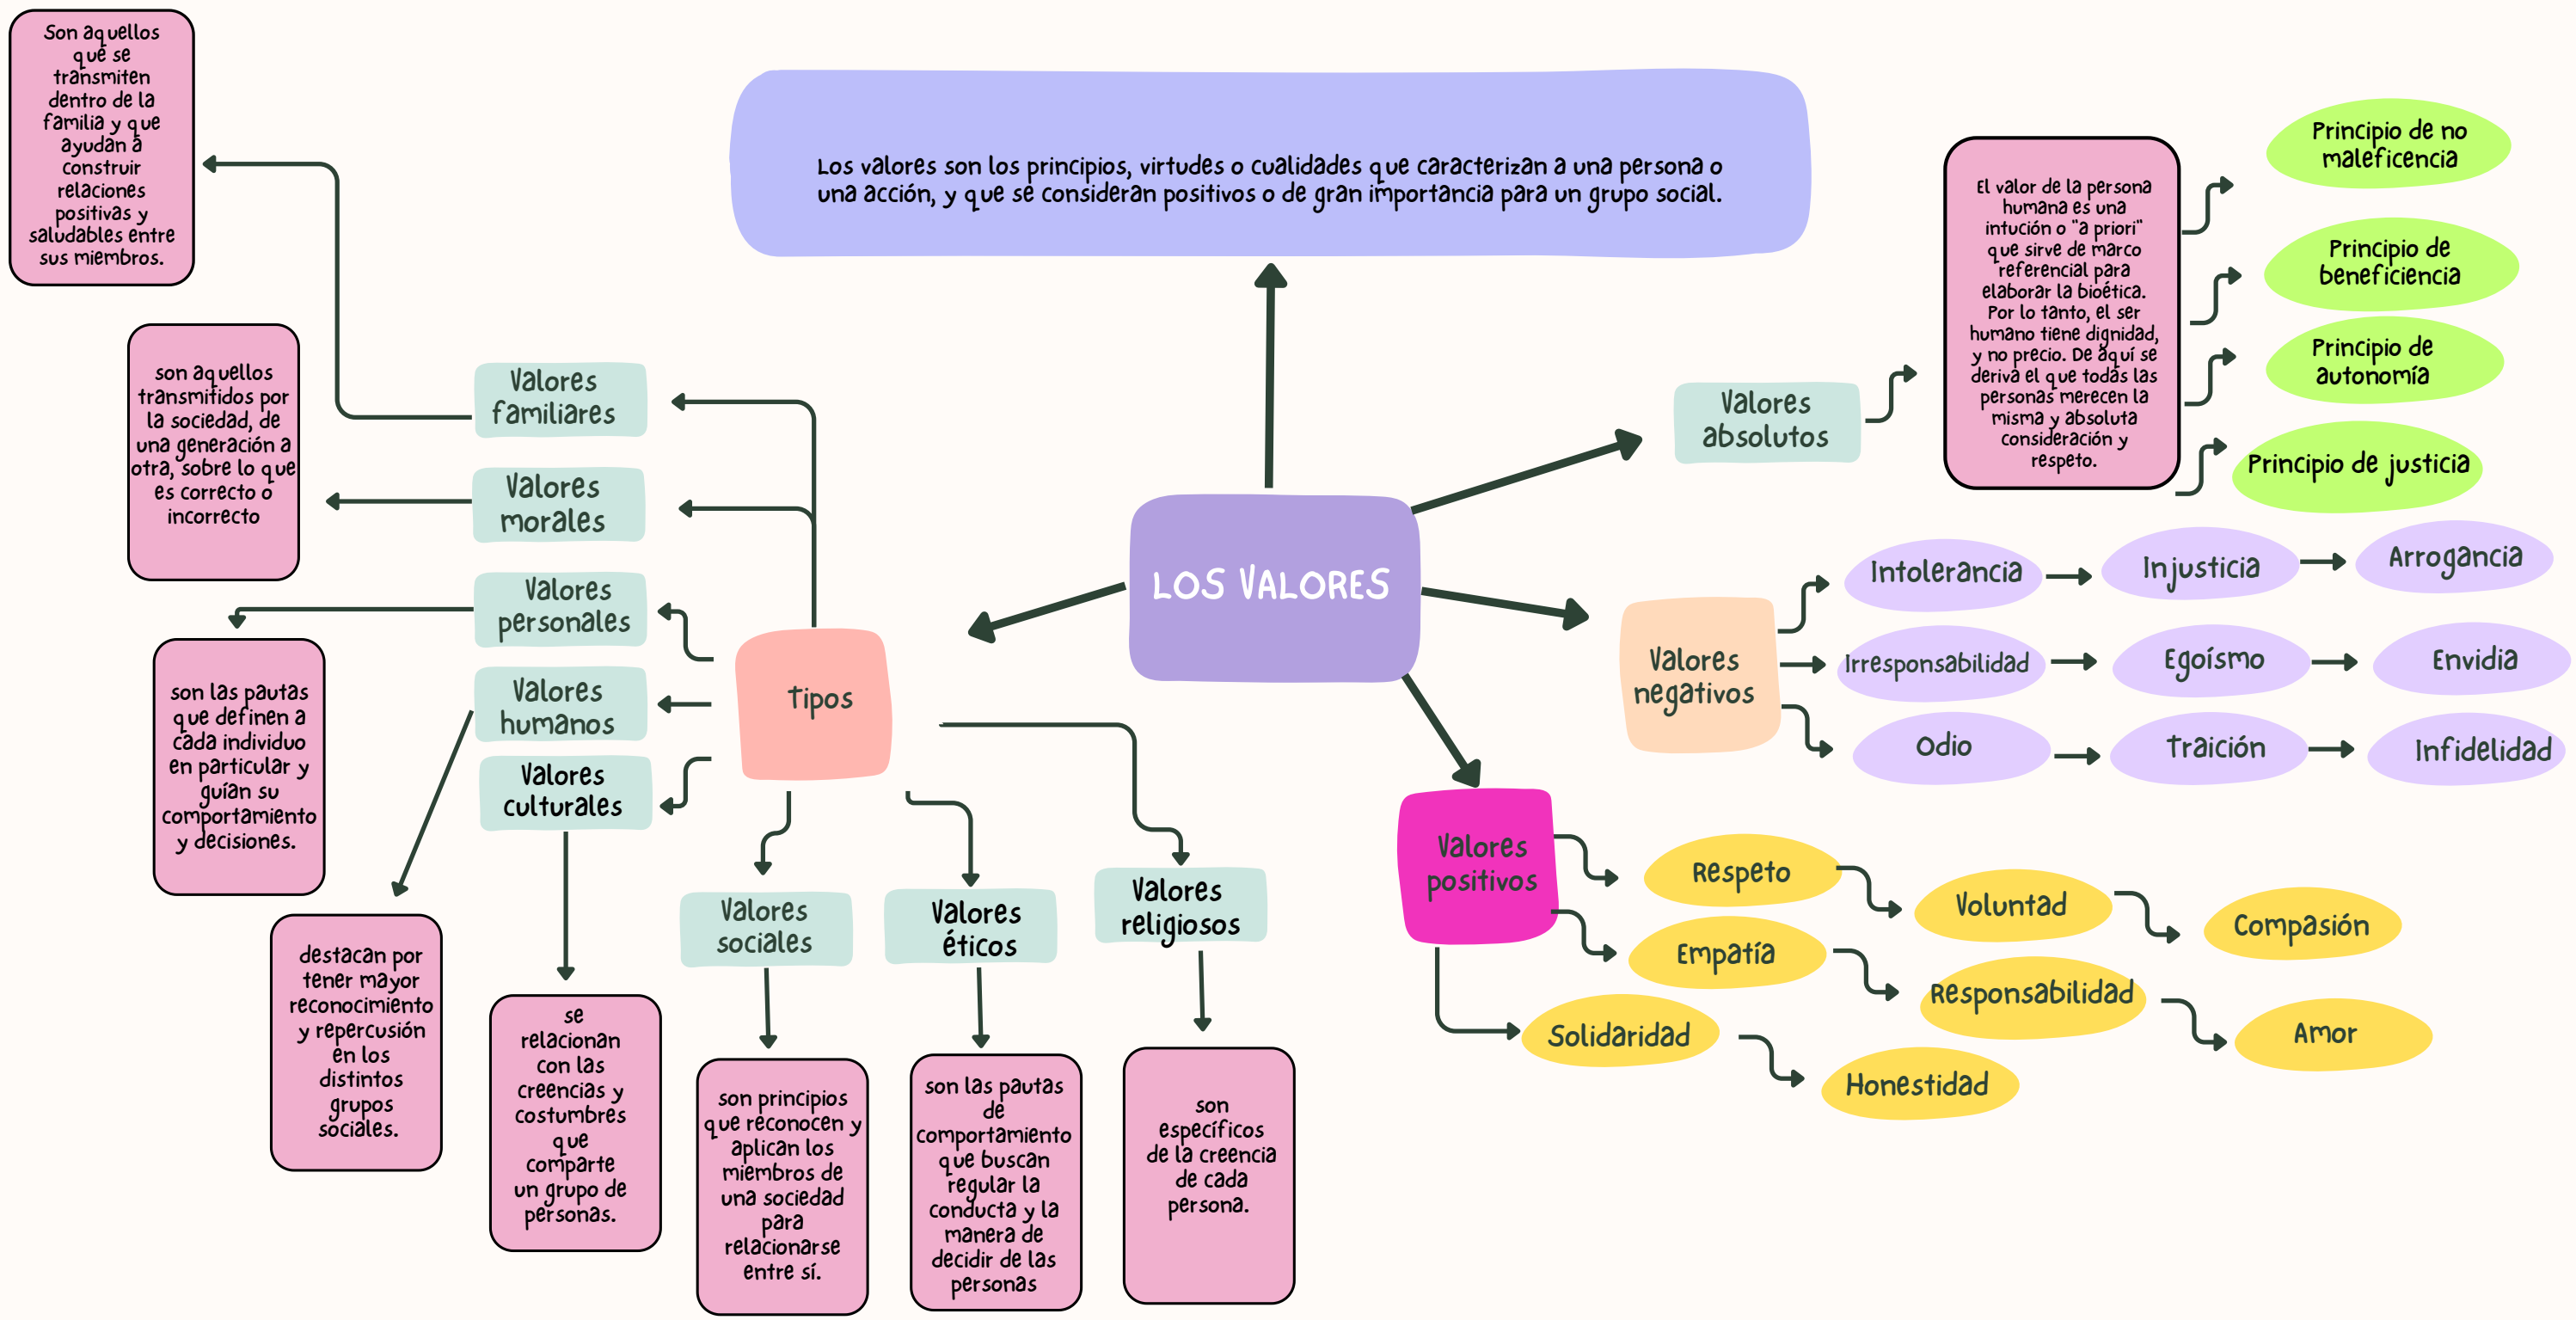 Son aquellos
que se
transmiten
dentro de la
familia y que
ayudan a
construir
relaciones
positivas y
saludables entre
sus miembros.
Los valores son los principios, virtudes o cualidades que caracterizan a una persona o
una acción, y que se consideran positivos o de gran importancia para un grupo social.
El valor de la persona
humana es una
intución o "a priori"
que sirve de marco
referencial para
elaborar la bioética.
Por lo tanto, el ser
humano tiene dignidad,
y no precio. De aquí se
deriva el que todas las
personas merecen la
misma y absoluta
consideración y
respeto.
Principio de no
maleficencia
Principio de
beneficiencia
Principio de
autonomía
Principio de justicia
Valores
absolutos
Valores
familiares
son aquellos
transmitidos por
la sociedad, de
una generación a
otra, sobre lo que
es correcto o
incorrecto
Valores
morales
LOS VALORES
Valores
personales
son las pautas
que definen a
cada individuo
en particular y
guían su
comportamiento
y decisiones.
Valores
humanos
Tipos
Valores
culturales
Valores
negativos
Intolerancia
Injusticia
Arrogancia
Irresponsabilidad
Egoísmo
Envidia
Odio
Traición
Infidelidad
Valores
positivos
Respeto
Voluntad
Compasión
Empatía
Responsabilidad
Amor
Solidaridad
Honestidad
Valores
sociales
Valores
éticos
Valores
religiosos
destacan por
tener mayor
reconocimiento
y repercusión
en los
distintos
grupos
sociales.
se
relacionan
con las
creencias y
costumbres
que
comparte
un grupo de
personas.
son principios
que reconocen y
aplican los
miembros de
una sociedad
para
relacionarse
entre sí.
son las pautas
de
comportamiento
que buscan
regular la
conducta y la
manera de
decidir de las
personas
son
específicos
de la creencia
de cada
persona.